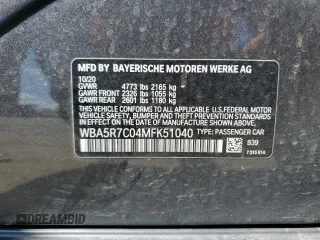 MFD BY BAYERISCHE MOTOREN WERKE AG
10/20
GVWR 4773 lbs 2165 kg
GAWR FRONT 2326 lbs 1055 kg
GAWR REAR 2601 lbs 1180 kg
THIS VEHICLE CONFORMS TO ALL APPLICABLE FEDERAL MOTOR
VEHICLE SAFETY, BUMPER AND THEFT PREVENTION STANDARDS
IN EFFECT ON THE DATE OF MANUFACTURE SHOWN ABOVE.
WBA5R7C04MFK51040 TYPE: PASSENGER CAR
B39
7315614
DREAMBID